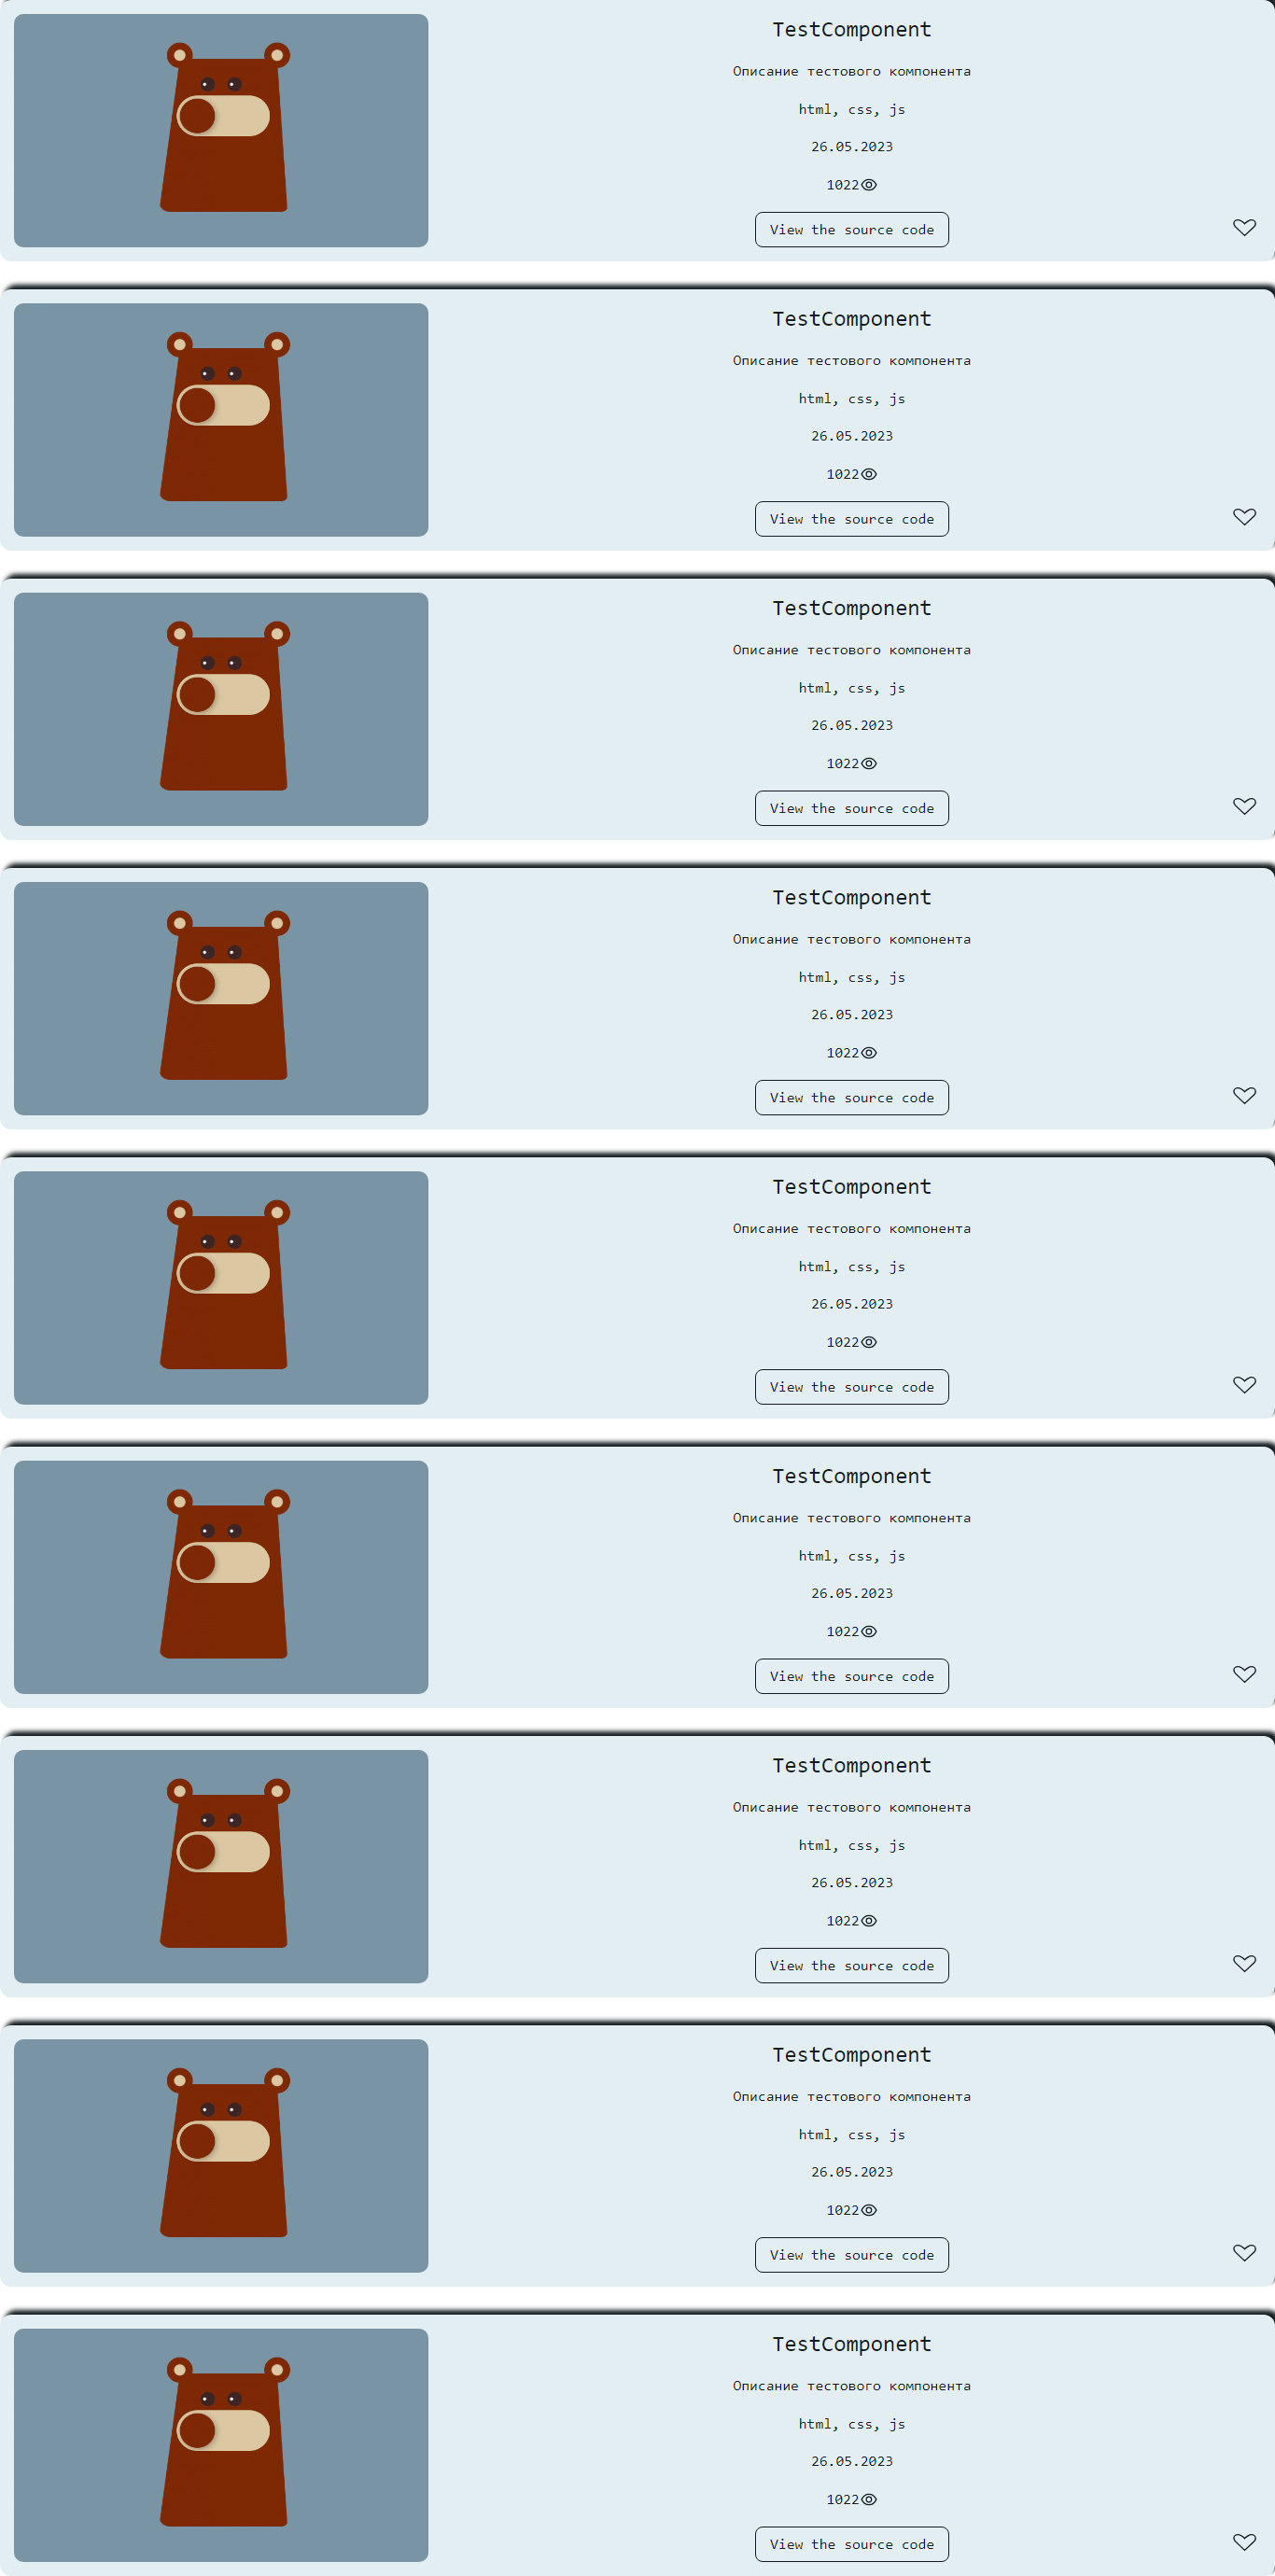 TestComponent
Описание тестового компонента
html, css, js
26.05.2023
1022
View the source code
TestComponent
Описание тестового компонента
html, css, js
26.05.2023
1022
View the source code
TestComponent
Описание тестового компонента
html, css, js
26.05.2023
1022
View the source code
TestComponent
Описание тестового компонента
html, css, js
26.05.2023
1022
View the source code
TestComponent
Описание тестового компонента
html, css, js
26.05.2023
1022
View the source code
TestComponent
Описание тестового компонента
html, css, js
26.05.2023
1022
View the source code
TestComponent
Описание тестового компонента
html, css, js
26.05.2023
1022
View the source code
TestComponent
Описание тестового компонента
html, css, js
26.05.2023
1022
View the source code
TestComponent
Описание тестового компонента
html, css, js
26.05.2023
1022
View the source code